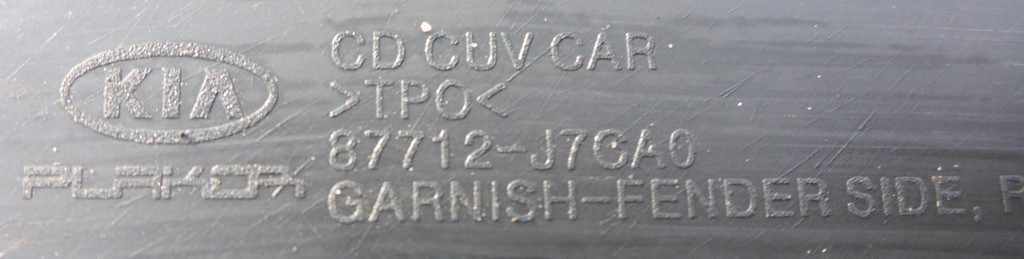 KIA
PLAKOR
CD CUV CAR
>TPO<
87712-J7CA0
GARNISH-FENDER SIDE, R